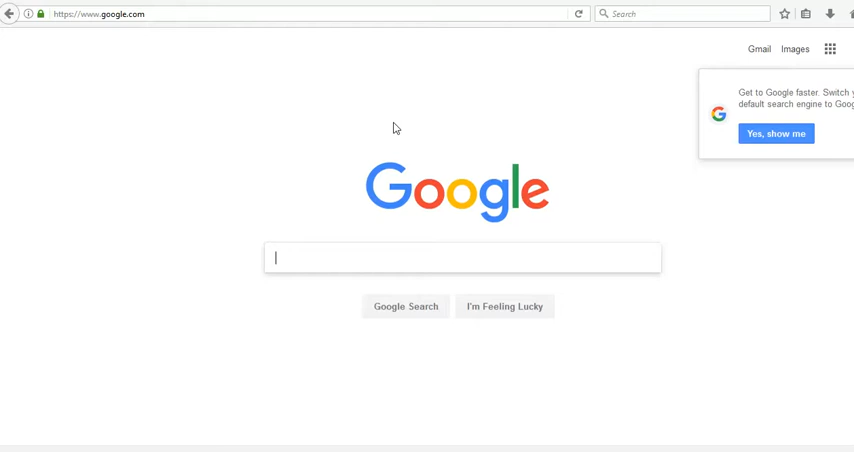 https://www.google.com
Search
Gmail
Images
Get to Google faster. Switch
default search engine to Goog
Yes, show me
Google
Google Search
I'm Feeling Lucky